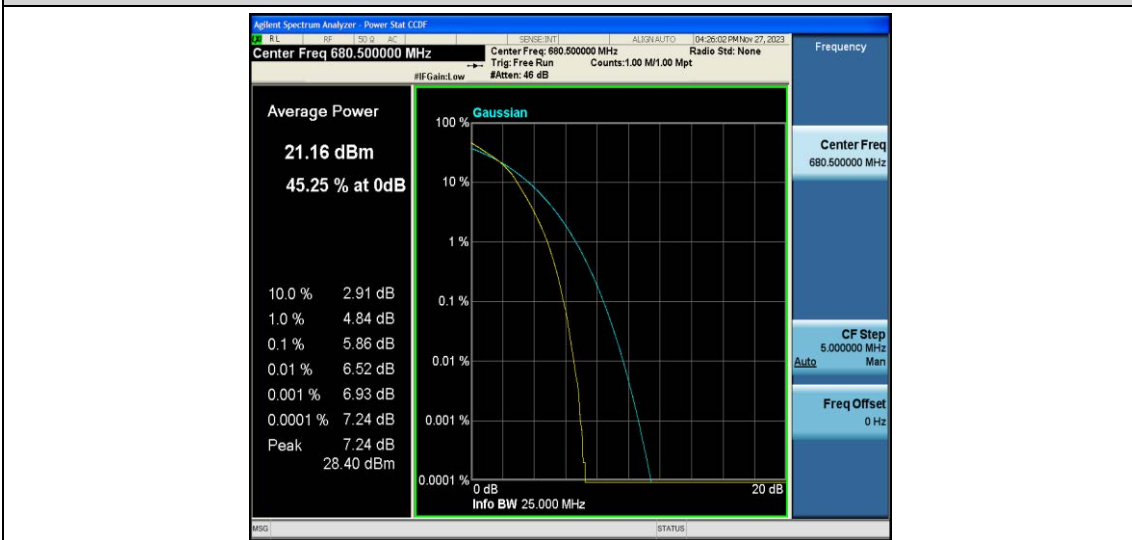 Agilent Spectrum Analyzer - Power Stat CCDF
RL RF 50 Ω AC SENSE:INT ALIGN AUTO 04:26:02 PM Nov 27, 2023
Center Freq 680.500000 MHz
Center Freq: 680.500000 MHz Radio Std: None
Trig: Free Run Counts:1.00 M/1.00 Mpt
#IFGain:Low #Atten: 46 dB
Frequency
Average Power
21.16 dBm
45.25 % at 0dB
10.0 % 2.91 dB
1.0 % 4.84 dB
0.1 % 5.86 dB
0.01 % 6.52 dB
0.001 % 6.93 dB
0.0001 % 7.24 dB
Peak 7.24 dB
28.40 dBm
Gaussian
100 %
10 %
1 %
0.1 %
0.01 %
0.001 %
0.0001 %
0 dB 20 dB
Info BW 25.000 MHz
Center Freq
680.500000 MHz
CF Step
5.000000 MHz
Auto Man
Freq Offset
0 Hz
MSG STATUS